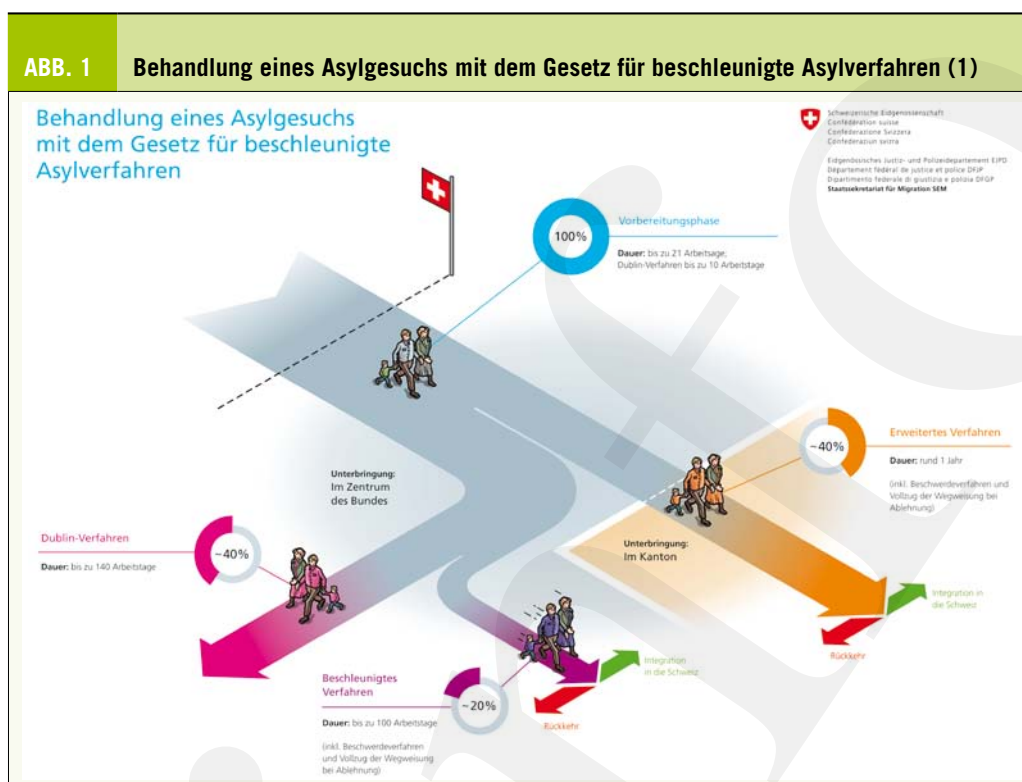 ABB. 1
Behandlung eines Asylgesuchs mit dem Gesetz für beschleunigte Asylverfahren (1)
Behandlung eines Asylgesuchs
mit dem Gesetz für beschleunigte
Asylverfahren
Schweizerische Eidgenossenschaft
Confédération suisse
Confederazione Svizzera
Confederaziun svizra
Eidgenössisches Justiz- und Polizeidepartement EJPD
Département fédéral de justice et police DFJP
Dipartimento federale di giustizia e polizia DFGP
Staatssekretariat für Migration SEM
100%
Vorbereitungsphase
Dauer: bis zu 21 Arbeitsage;
Dublin-Verfahren bis zu 10 Arbeitstage
~40%
Erweitertes Verfahren
Dauer: rund 1 Jahr
(inkl. Beschwerdeverfahren und
Vollzug der Wegweisung bei
Ablehnung)
Unterbringung:
Im Zentrum
des Bundes
Dublin-Verfahren
Dauer: bis zu 140 Arbeitstage
~40%
Unterbringung:
Im Kanton
Integration in
die Schweiz
Rückkehr
Beschleunigtes
Verfahren
Dauer: bis zu 100 Arbeitstage
(inkl. Beschwerdeverfahren
und Vollzug der Wegweisung
bei Ablehnung)
~20%
Integration
in die Schweiz
Rückkehr